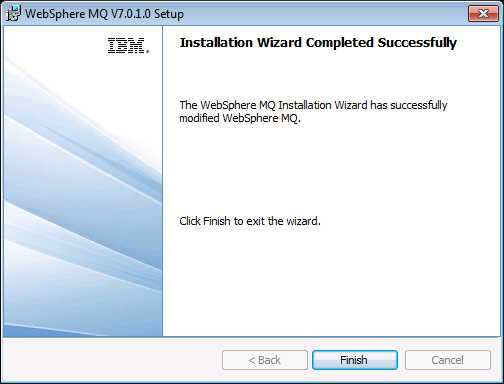 WebSphere MQ V7.0.1.0 Setup
IBM.
Installation Wizard Completed Successfully
The WebSphere MQ Installation Wizard has successfully
modified WebSphere MQ.
Click Finish to exit the wizard.
< Back
Finish
Cancel